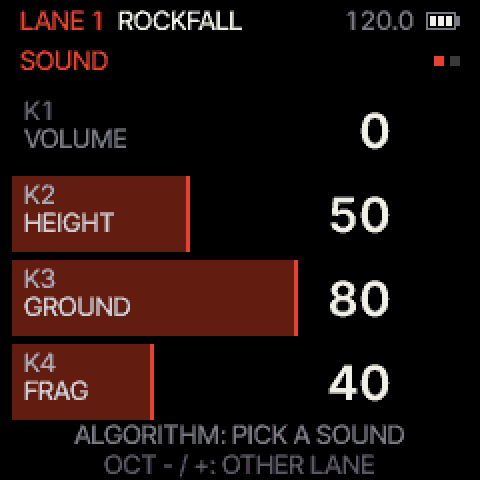 LANE 1 ROCKFALL 120.0
SOUND
K1
VOLUME 0
K2
HEIGHT 50
K3
GROUND 80
K4
FRAG 40
ALGORITHM: PICK A SOUND
OCT - / +: OTHER LANE